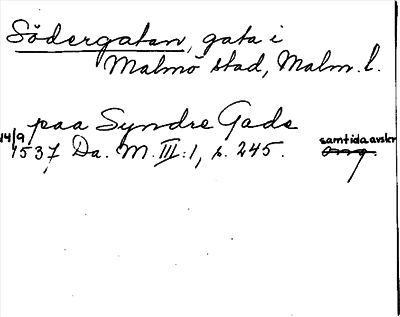 Södergatan, gata i
Malmö stad, Malm. l.
paa Syndre Gade
14/9 1537 Da. M. III:1, s. 245. samtida avskr